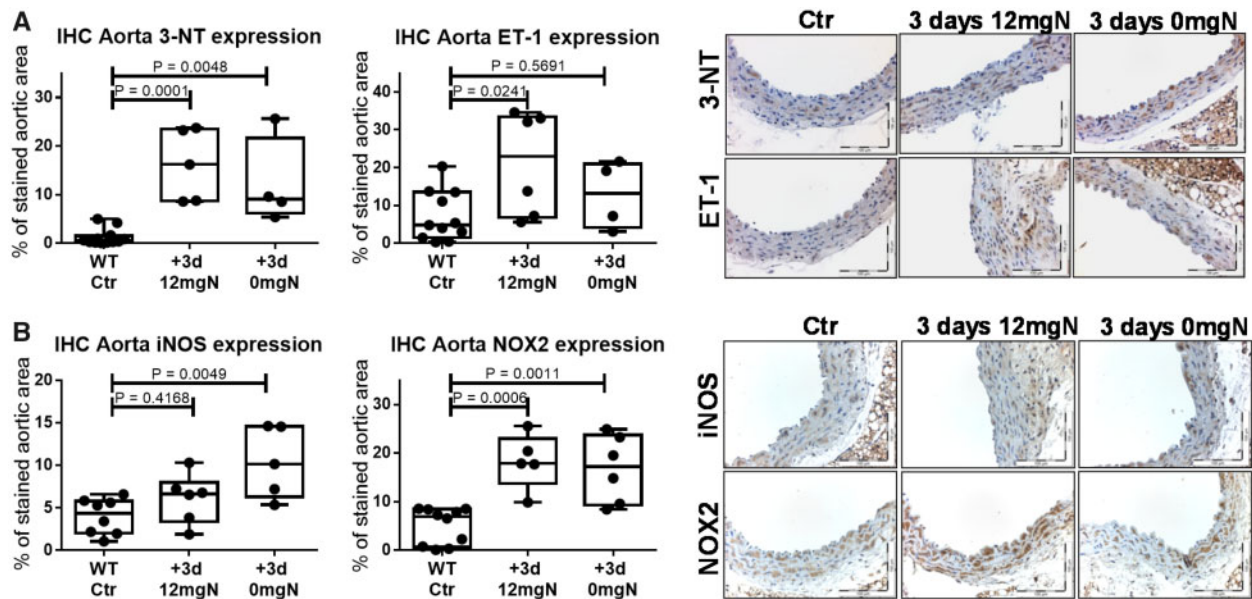 A
IHC Aorta 3-NT expression
P = 0.0048
P = 0.0001
% of stained aortic area
30
20
10
0
WT
Ctr
+3d
12mgN
+3d
0mgN
IHC Aorta ET-1 expression
P = 0.5691
P = 0.0241
% of stained aortic area
40
30
20
10
0
WT
Ctr
+3d
12mgN
+3d
0mgN
Ctr
3 days 12mgN
3 days 0mgN
3-NT
ET-1
B
IHC Aorta iNOS expression
P = 0.0049
P = 0.4168
% of stained aortic area
20
15
10
5
0
WT
Ctr
+3d
12mgN
+3d
0mgN
IHC Aorta NOX2 expression
P = 0.0011
P = 0.0006
% of stained aortic area
30
20
10
0
WT
Ctr
+3d
12mgN
+3d
0mgN
Ctr
3 days 12mgN
3 days 0mgN
iNOS
NOX2